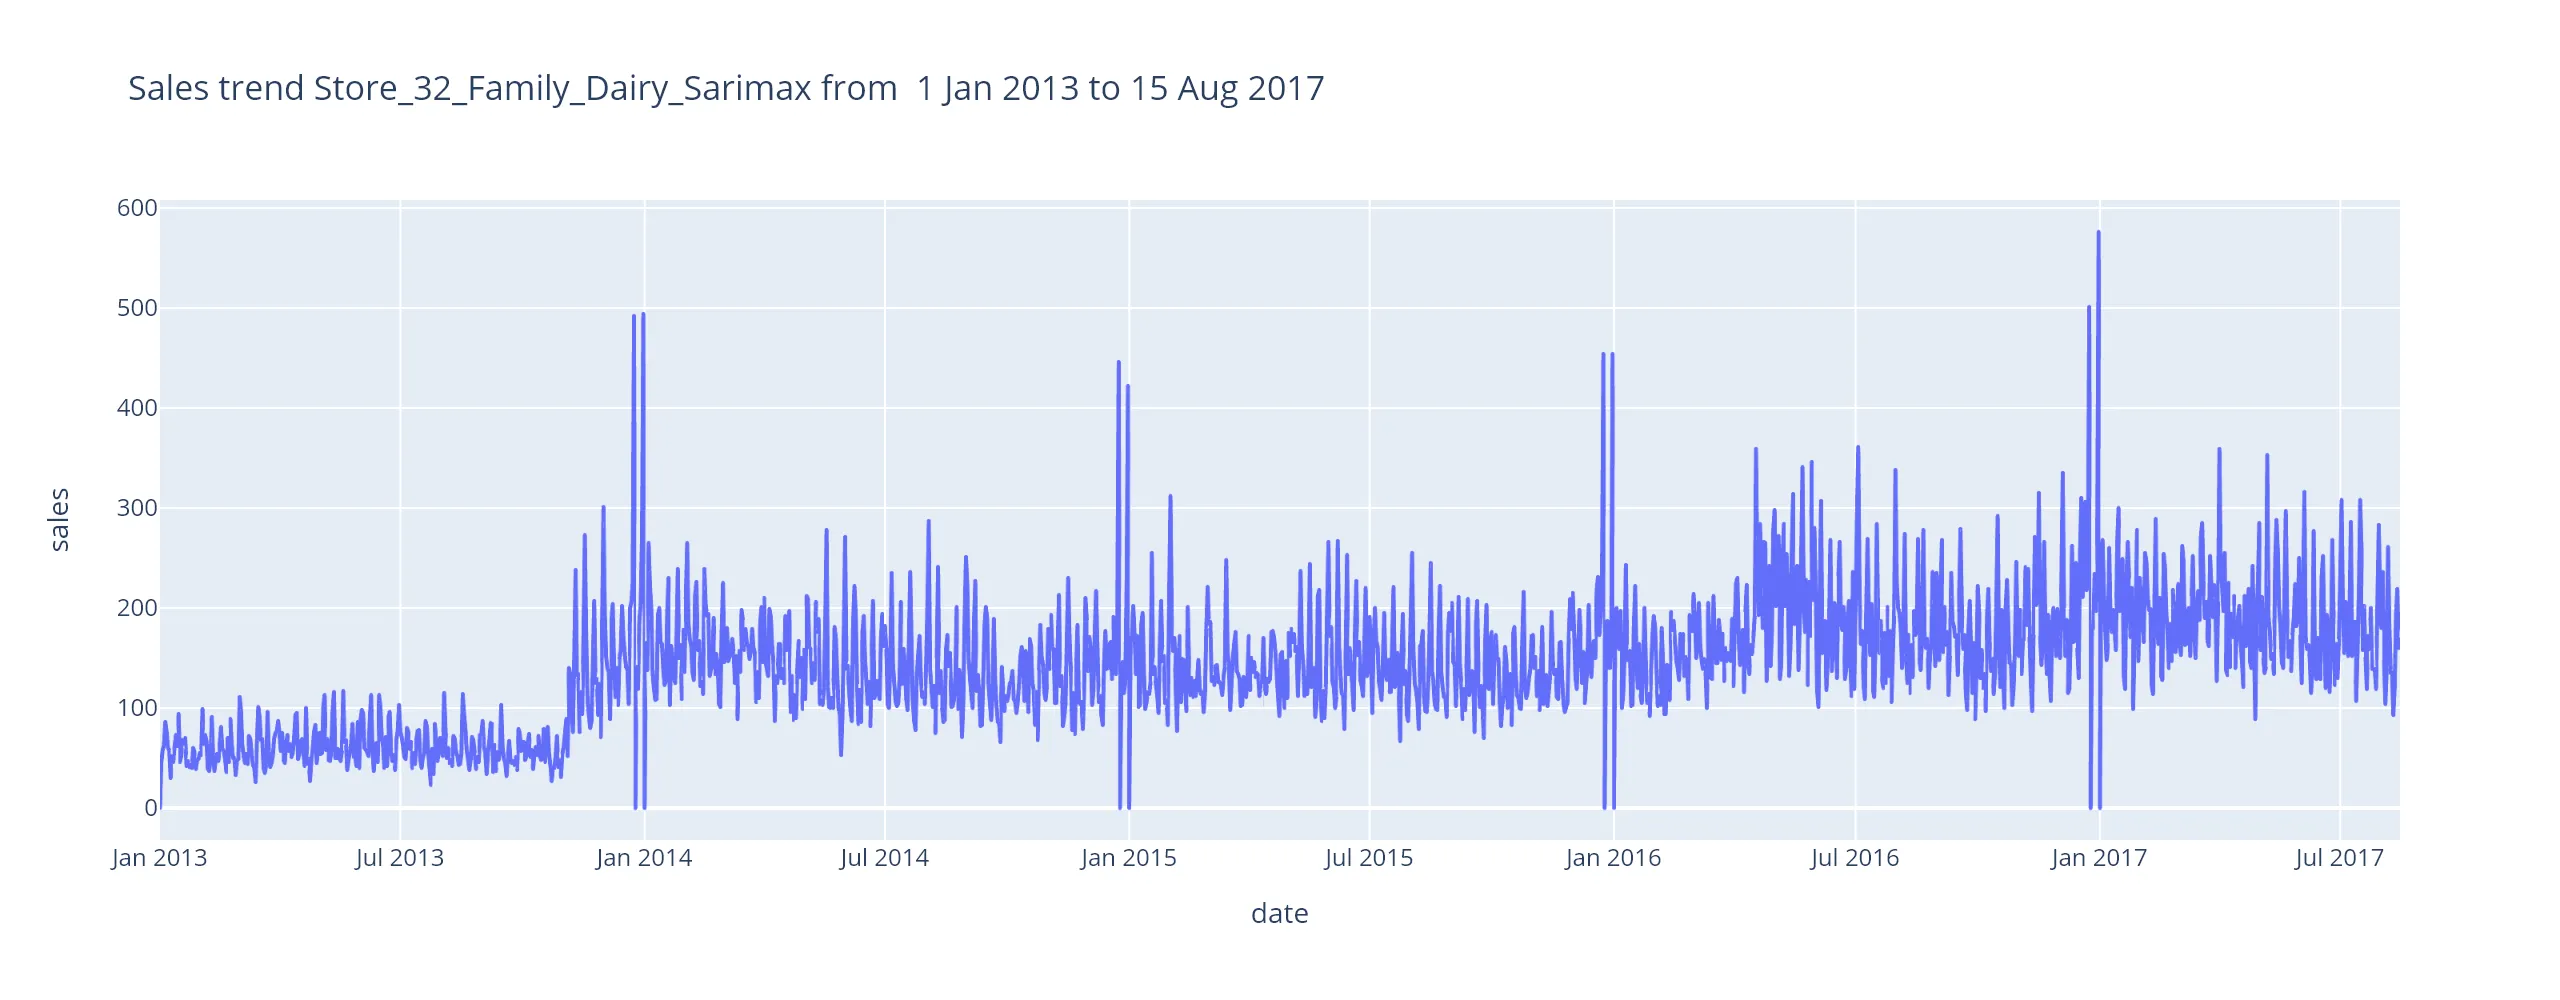 Sales trend Store_32_Family_Dairy_Sarimax from  1 Jan 2013 to 15 Aug 2017
600
500
400
300
200
100
0
sales
Jan 2013 Jul 2013 Jan 2014 Jul 2014 Jan 2015 Jul 2015 Jan 2016 Jul 2016 Jan 2017 Jul 2017
date